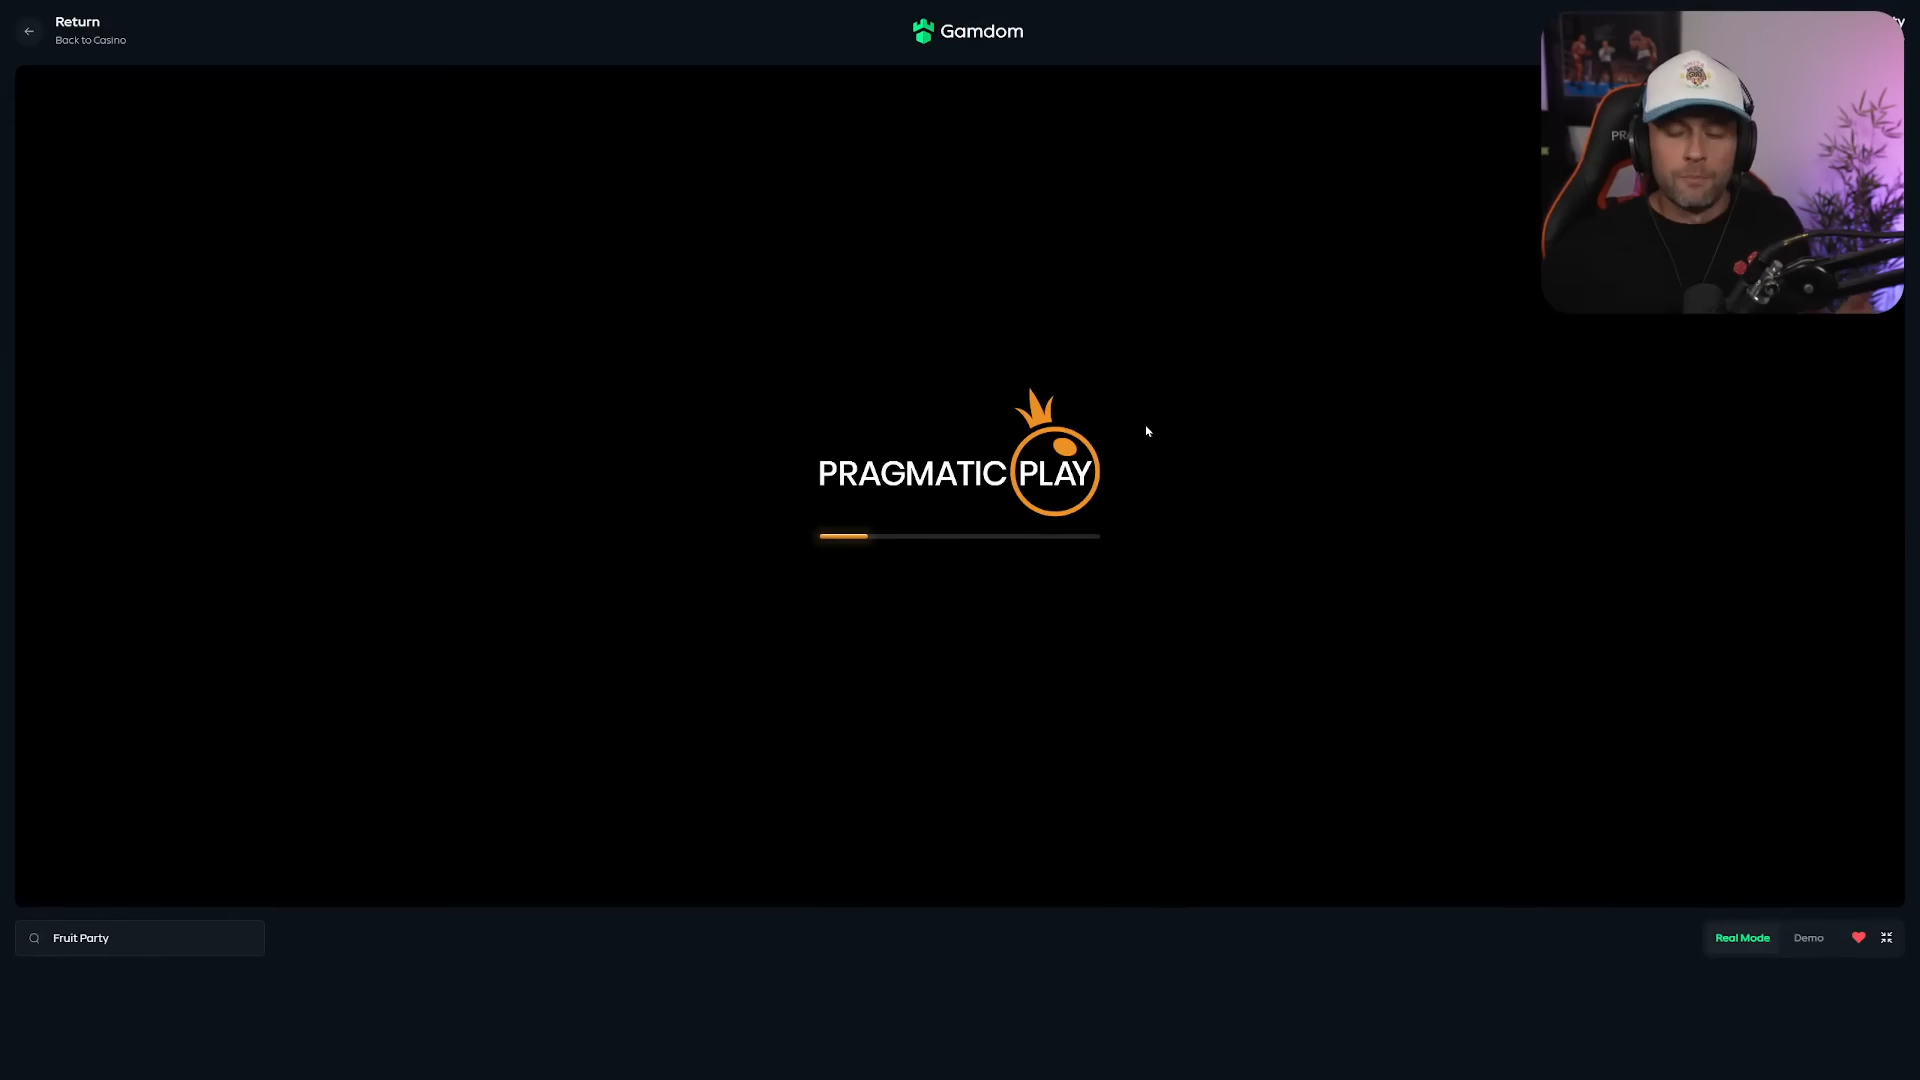 Return
Back to Casino
Gamdom
PRAGMATIC PLAY
Fruit Party
Real Mode
Demo